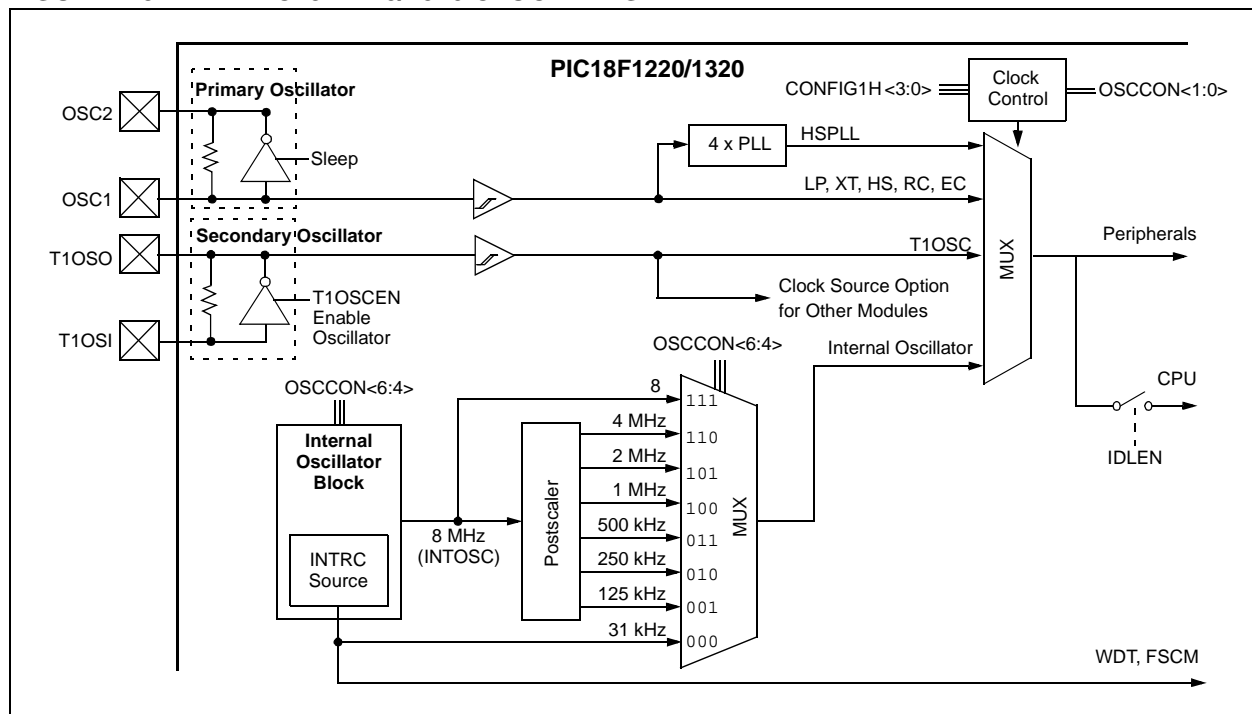 PIC18F1220/1320
Primary Oscillator
OSC2
Sleep
OSC1
Secondary Oscillator
T1OSO
T1OSCEN
Enable
Oscillator
T1OSI
CONFIG1H <3:0>
Clock
Control
OSCCON<1:0>
4 x PLL
HSPLL
LP, XT, HS, RC, EC
T1OSC
Clock Source Option
for Other Modules
Internal Oscillator
MUX
Peripherals
CPU
IDLEN
OSCCON<6:4>
OSCCON<6:4>
Internal
Oscillator
Block
INTRC
Source
8 MHz
(INTOSC)
Postscaler
8
111
4 MHz
110
2 MHz
101
1 MHz
100
500 kHz
011
250 kHz
010
125 kHz
001
31 kHz
000
MUX
WDT, FSCM